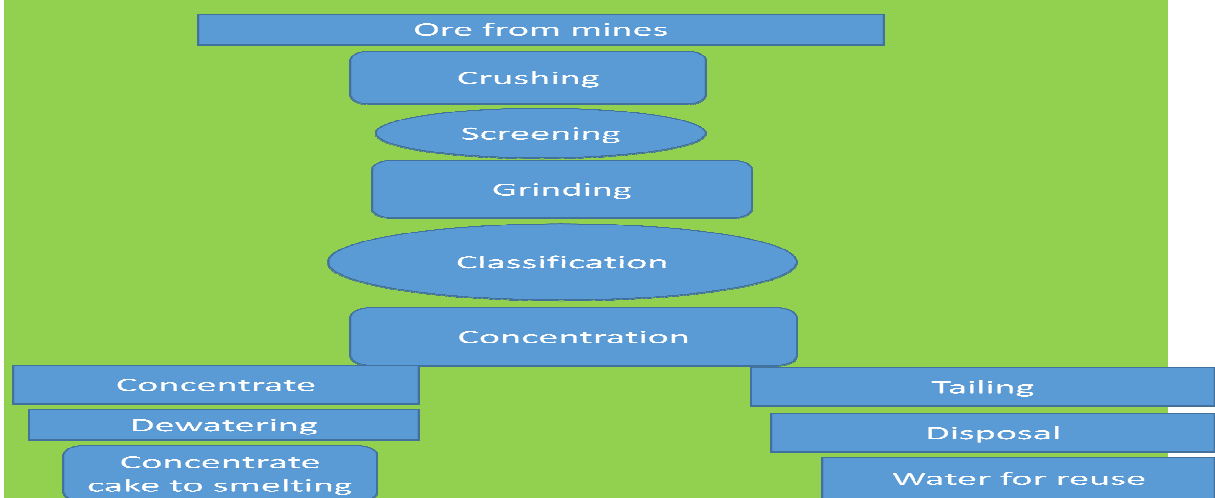 Ore from mines
Crushing
Screening
Grinding
Classification
Concentration
Concentrate
Tailing
Dewatering
Disposal
Concentrate
cake to smelting
Water for reuse